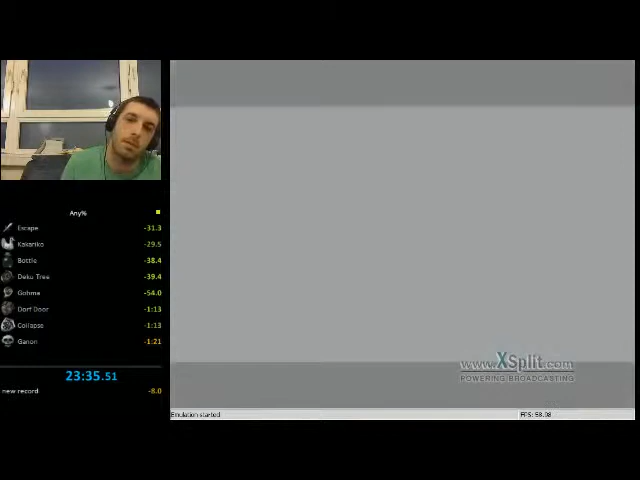 Any%
Escape -31.3
Kakariko -29.5
Bottle -38.4
Deku Tree -39.4
Gohma -54.0
Dorf Door -1:13
Collapse -1:13
Ganon -1:21
23:35.51
new record -8.0
www.XSplit.com
POWERING BROADCASTING
Emulation started FPS: 58.98